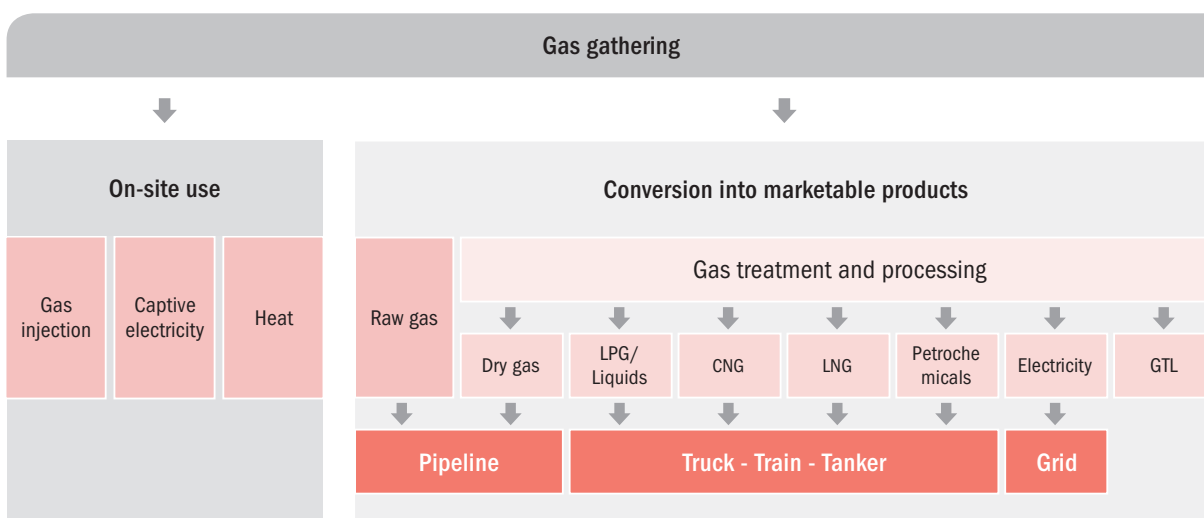 Gas gathering
On-site use
Conversion into marketable products
Gas
injection
Captive
electricity
Heat
Raw gas
Gas treatment and processing
Dry gas
LPG/
Liquids
CNG
LNG
Petroche
micals
Electricity
GTL
Pipeline
Truck - Train - Tanker
Grid